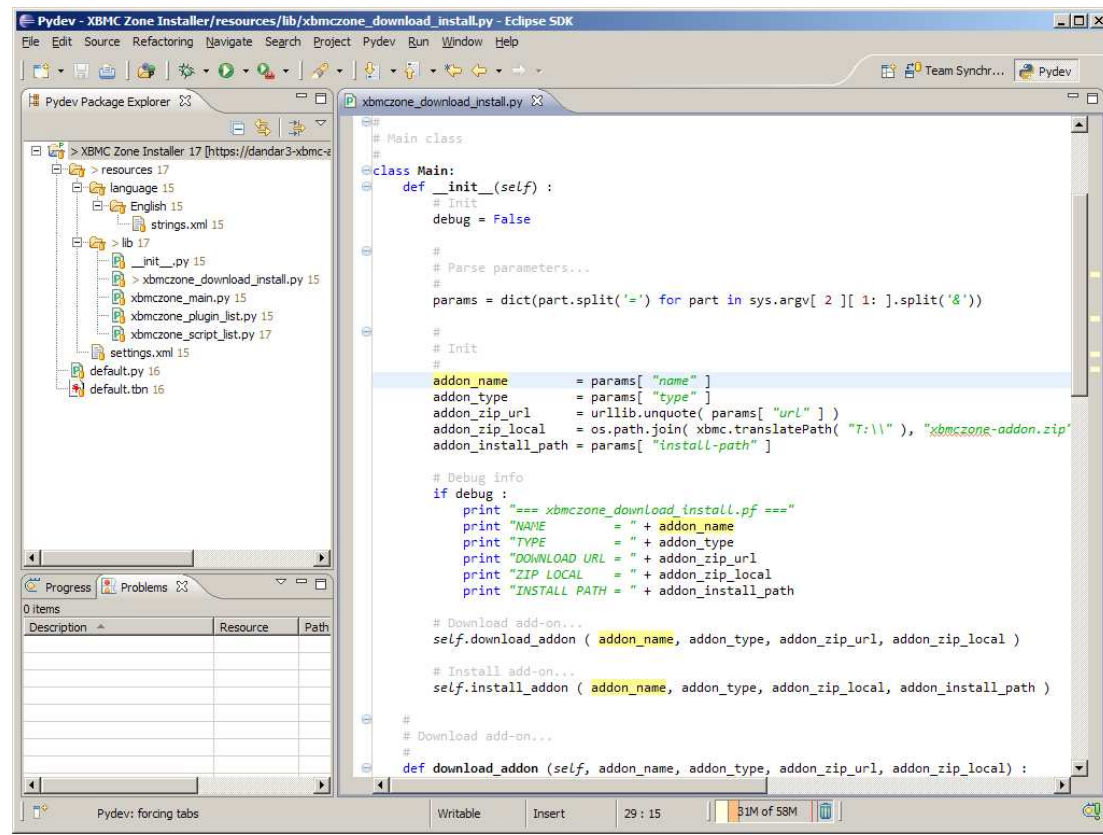 Pydev - XBMC Zone Installer/resources/lib/xbmczone_download_install.py - Eclipse SDK
File Edit Source Refactoring Navigate Search Project Pydev Run Window Help
Team Synchr... Pydev
Pydev Package Explorer
> XBMC Zone Installer 17 [https://dandar3-xbmc-a
> resources 17
language 15
English 15
strings.xml 15
> lib 17
__init__.py 15
> xbmczone_download_install.py 15
xbmczone_main.py 15
xbmczone_plugin_list.py 15
xbmczone_script_list.py 17
settings.xml 15
default.py 16
default.tbn 16
Progress Problems
0 items
Description Resource Path
xbmczone_download_install.py
#
# Main class
#
class Main:
    def __init__(self) :
        # Init
        debug = False

        #
        # Parse parameters...
        #
        params = dict(part.split('=') for part in sys.argv[ 2 ][ 1: ].split('&'))

        #
        # Init
        #
        addon_name         = params[ "name" ]
        addon_type         = params[ "type" ]
        addon_zip_url      = urllib.unquote( params[ "url" ] )
        addon_zip_local    = os.path.join( xbmc.translatePath( "T:\\" ), "xbmczone-addon.zip"
        addon_install_path = params[ "install-path" ]

        # Debug info
        if debug :
            print "=== xbmczone_download_install.pf ==="
            print "NAME         = " + addon_name
            print "TYPE         = " + addon_type
            print "DOWNLOAD URL = " + addon_zip_url
            print "ZIP LOCAL    = " + addon_zip_local
            print "INSTALL PATH = " + addon_install_path

        # Download add-on...
        self.download_addon ( addon_name, addon_type, addon_zip_url, addon_zip_local )

        # Install add-on...
        self.install_addon ( addon_name, addon_type, addon_zip_local, addon_install_path )

    #
    # Download add-on...
    #
    def download_addon (self, addon_name, addon_type, addon_zip_url, addon_zip_local) :
Pydev: forcing tabs Writable Insert 29 : 15 31M of 58M